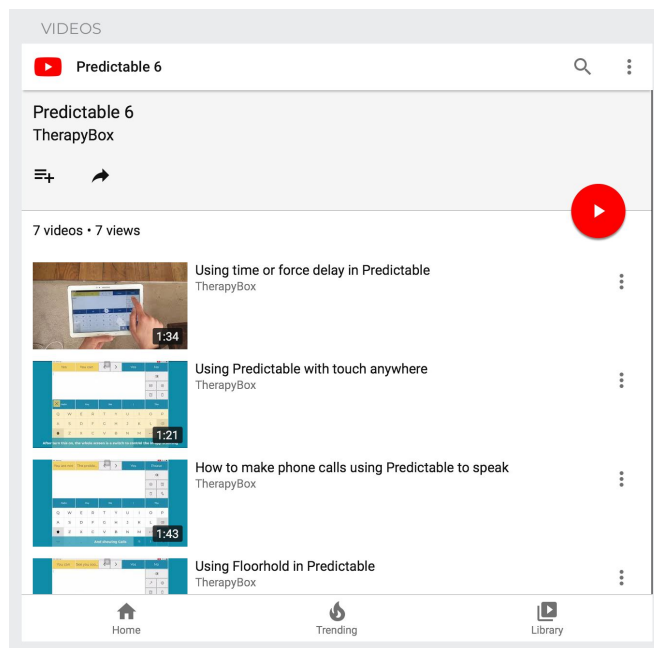 VIDEOS
Predictable 6
Predictable 6
TherapyBox
7 videos • 7 views
Using time or force delay in Predictable
TherapyBox
1:34
Using Predictable with touch anywhere
TherapyBox
Q W E R T Y U I O P
1:21
How to make phone calls using Predictable to speak
TherapyBox
Q W E R T Y U I O P
1:43
Using Floorhold in Predictable
TherapyBox
Home
Trending
Library